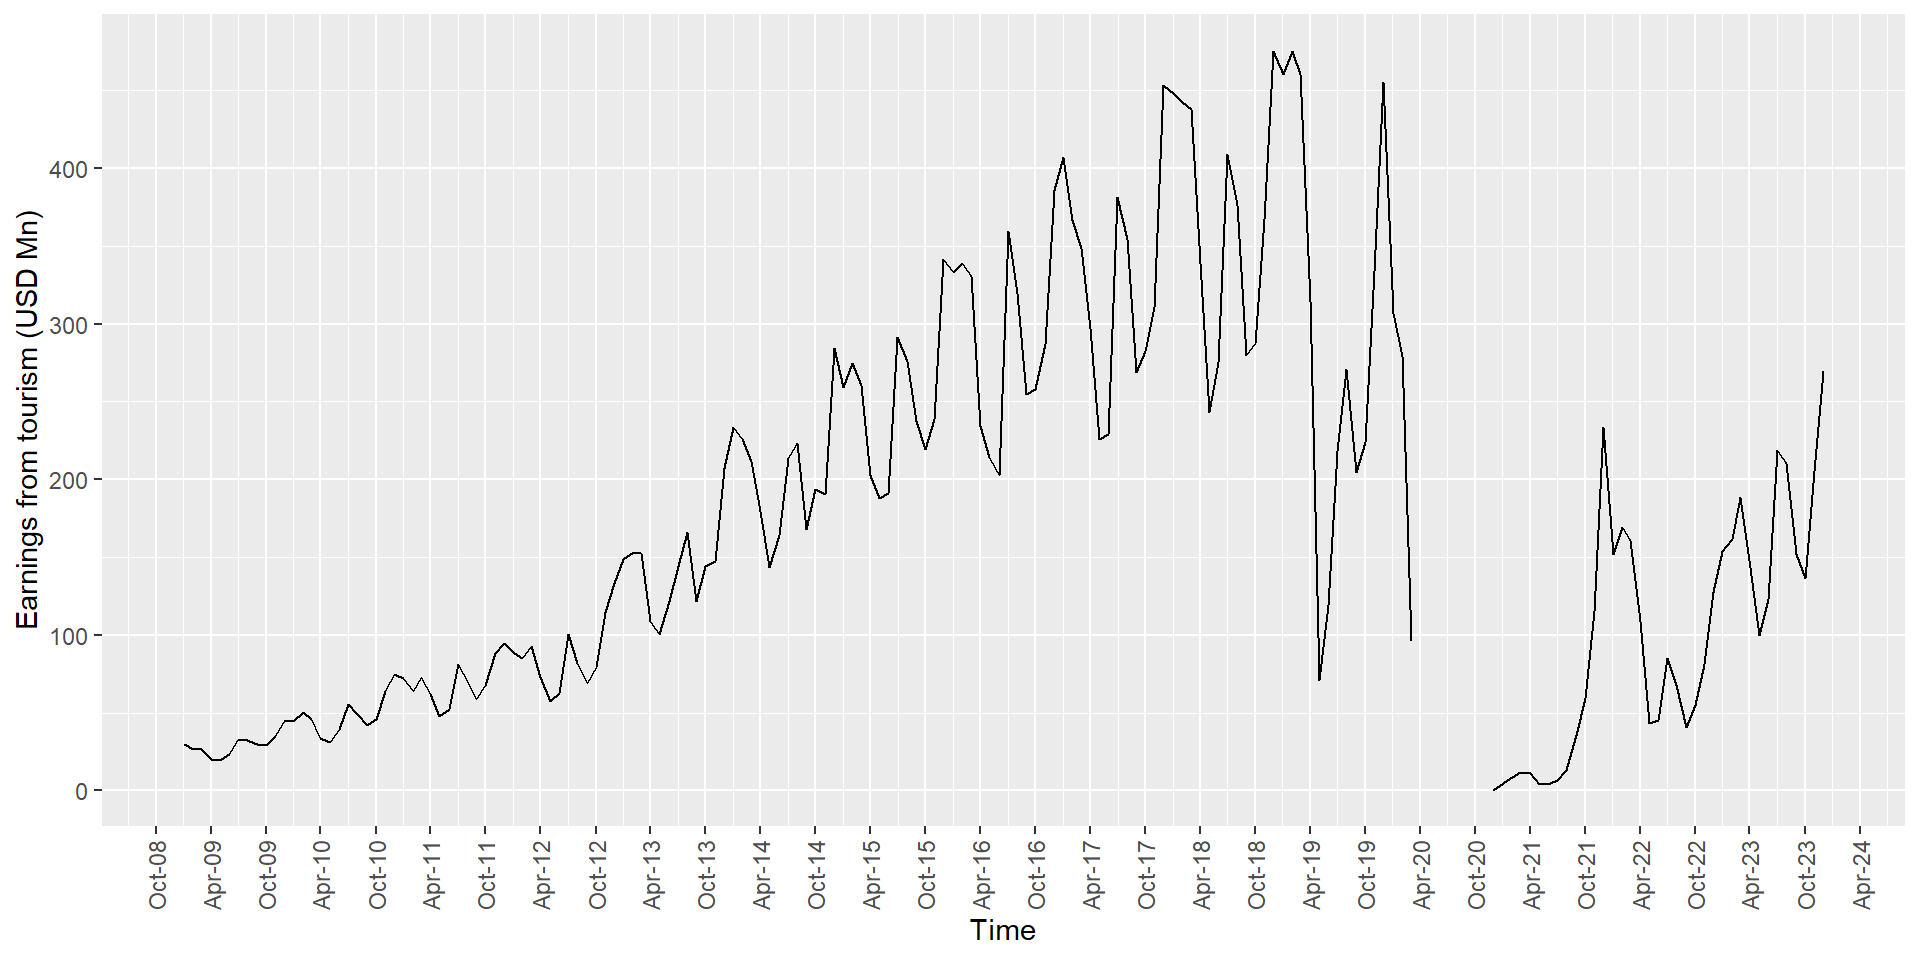 Earnings from tourism (USD Mn)
400
300
200
100
0
Oct-08
Apr-09
Oct-09
Apr-10
Oct-10
Apr-11
Oct-11
Apr-12
Oct-12
Apr-13
Oct-13
Apr-14
Oct-14
Apr-15
Oct-15
Apr-16
Oct-16
Apr-17
Oct-17
Apr-18
Oct-18
Apr-19
Oct-19
Apr-20
Oct-20
Apr-21
Oct-21
Apr-22
Oct-22
Apr-23
Oct-23
Apr-24
Time